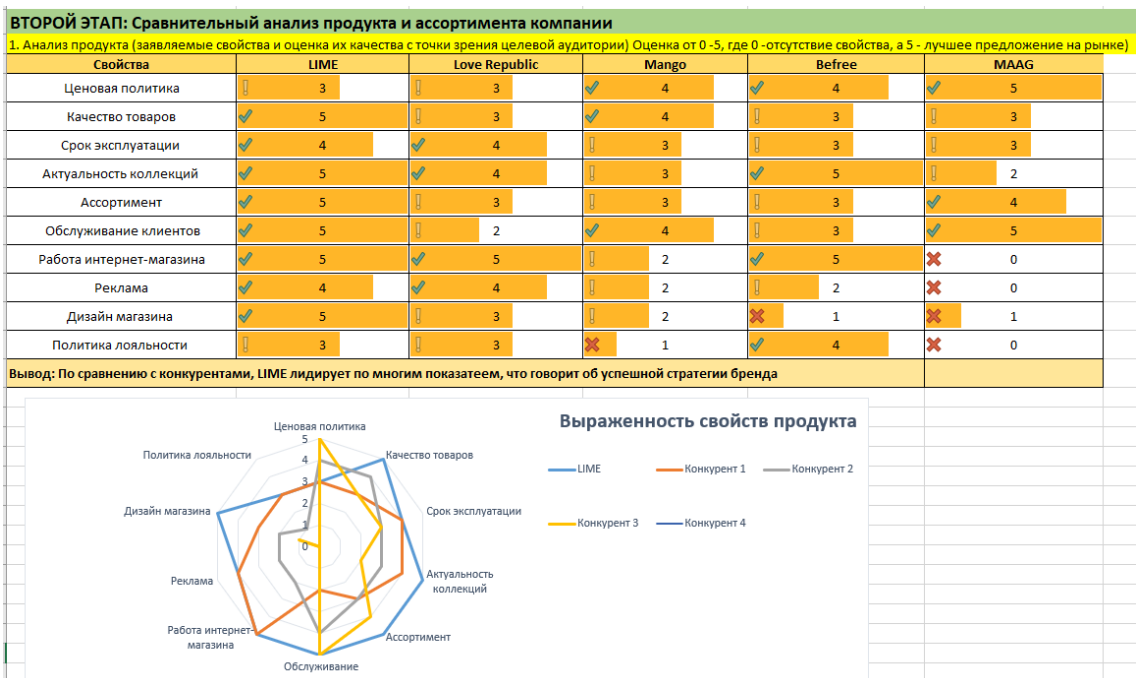 ВТОРОЙ ЭТАП: Сравнительный анализ продукта и ассортимента компании
1. Анализ продукта (заявляемые свойства и оценка их качества с точки зрения целевой аудитории) Оценка от 0 -5, где 0 -отсутствие свойства, а 5 - лучшее предложение на рынке)
Свойства LIME Love Republic Mango Befree MAAG
Ценовая политика 3 3 4 4 5
Качество товаров 5 3 4 3 3
Срок эксплуатации 4 4 3 3 3
Актуальность коллекций 5 4 3 5 2
Ассортимент 5 3 3 3 4
Обслуживание клиентов 5 2 4 3 5
Работа интернет-магазина 5 5 2 5 0
Реклама 4 4 2 2 0
Дизайн магазина 5 3 2 1 1
Политика лояльности 3 3 1 4 0
Вывод: По сравнению с конкурентами, LIME лидирует по многим показатеем, что говорит об успешной стратегии бренда
Выраженность свойств продукта
LIME Конкурент 1 Конкурент 2
Конкурент 3 Конкурент 4
Ценовая политика
Качество товаров
Срок эксплуатации
Актуальность
коллекций
Ассортимент
Обслуживание
Работа интернет-
магазина
Реклама
Дизайн магазина
Политика лояльности
5
4
3
2
1
0